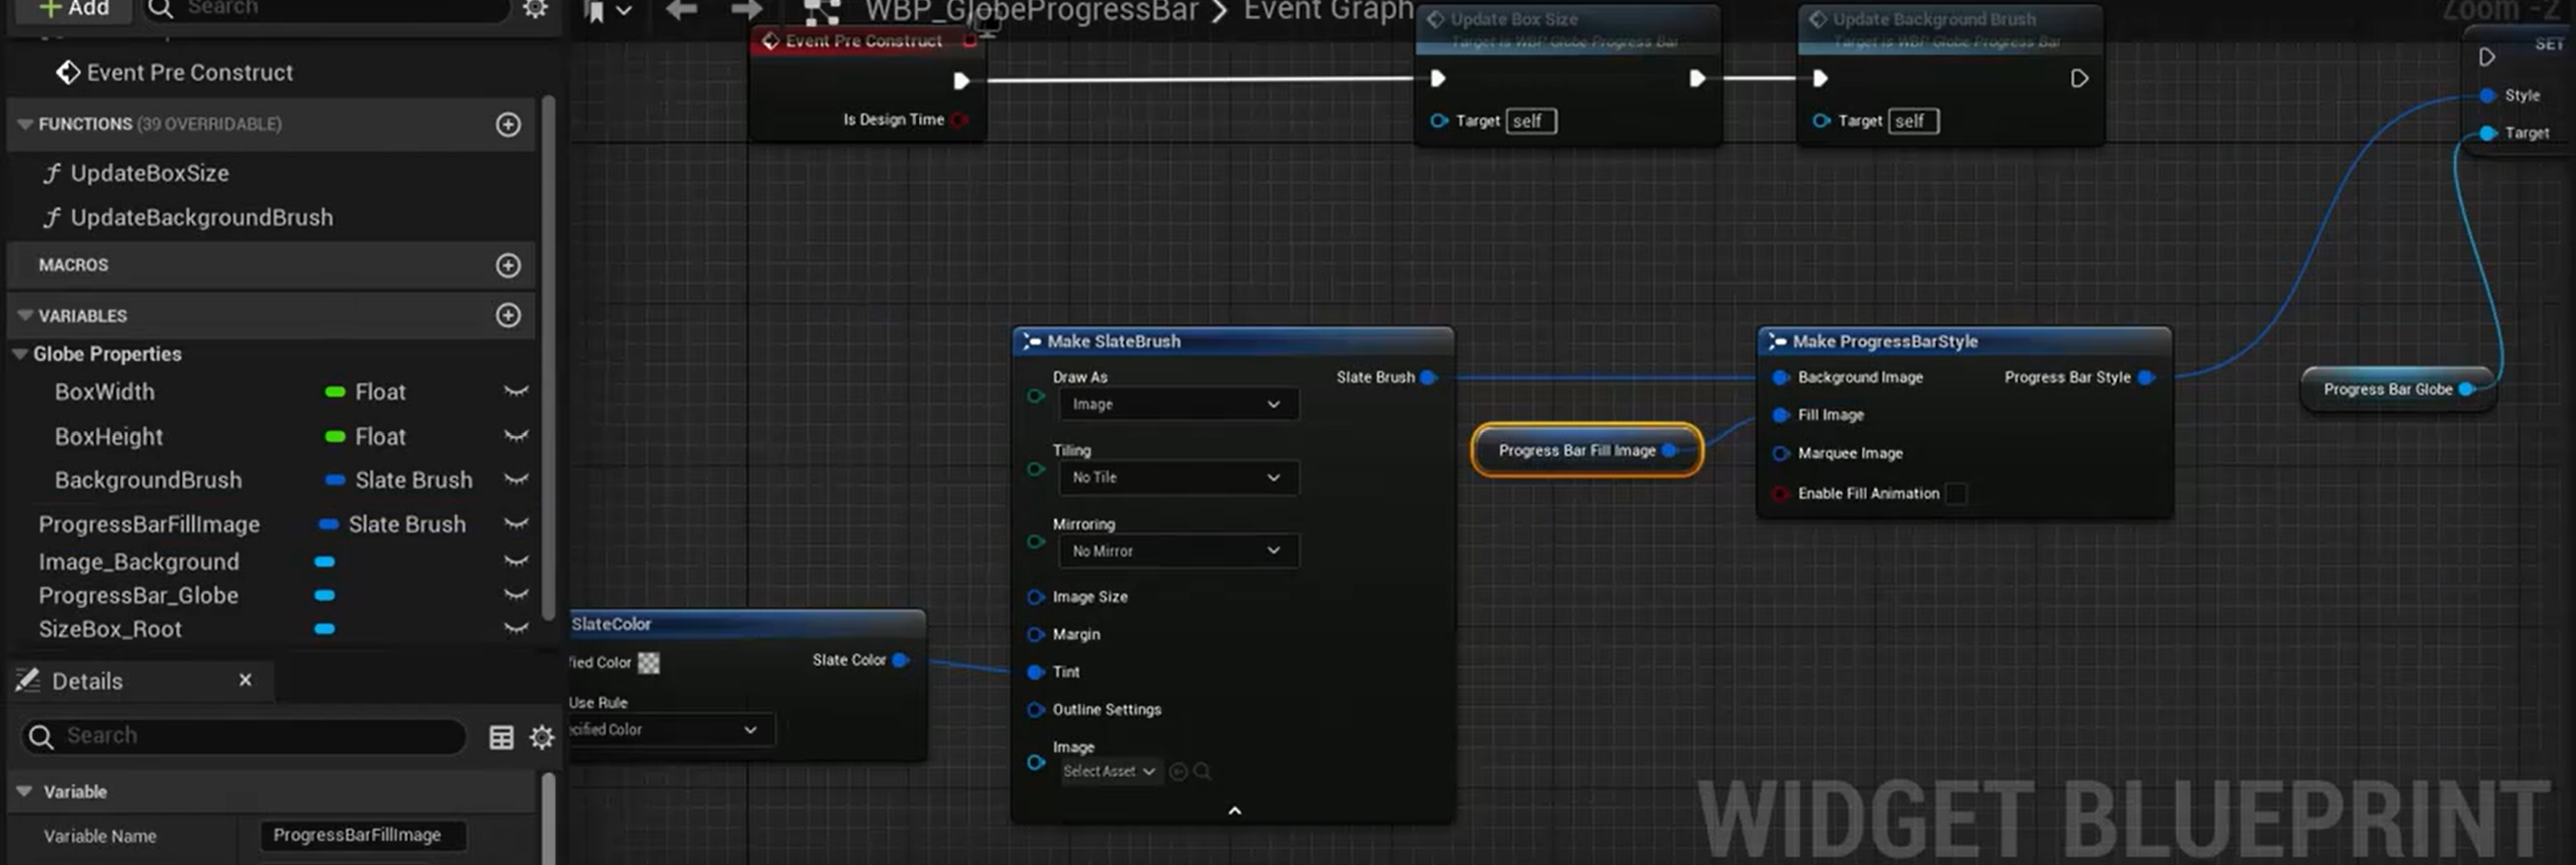 Add
Search
WBP_GlobeProgressBar > Event Graph
Zoom -2
Event Pre Construct
FUNCTIONS (39 OVERRIDABLE)
UpdateBoxSize
UpdateBackgroundBrush
MACROS
VARIABLES
Globe Properties
BoxWidth Float
BoxHeight Float
BackgroundBrush Slate Brush
ProgressBarFillImage Slate Brush
Image_Background
ProgressBar_Globe
SizeBox_Root
Details
Search
Variable
Variable Name ProgressBarFillImage
Event Pre Construct
Is Design Time
Update Box Size
Target is WBP Globe Progress Bar
Target self
Update Background Brush
Target is WBP Globe Progress Bar
Target self
SET
Style
Target
Make SlateBrush
Draw As Slate Brush
Image
Tiling
No Tile
Mirroring
No Mirror
Image Size
Margin
Tint
Outline Settings
Image
Select Asset
Progress Bar Fill Image
Make ProgressBarStyle
Background Image Progress Bar Style
Fill Image
Marquee Image
Enable Fill Animation
Progress Bar Globe
SlateColor
fied Color Slate Color
Use Rule
cified Color
WIDGET BLUEPRINT